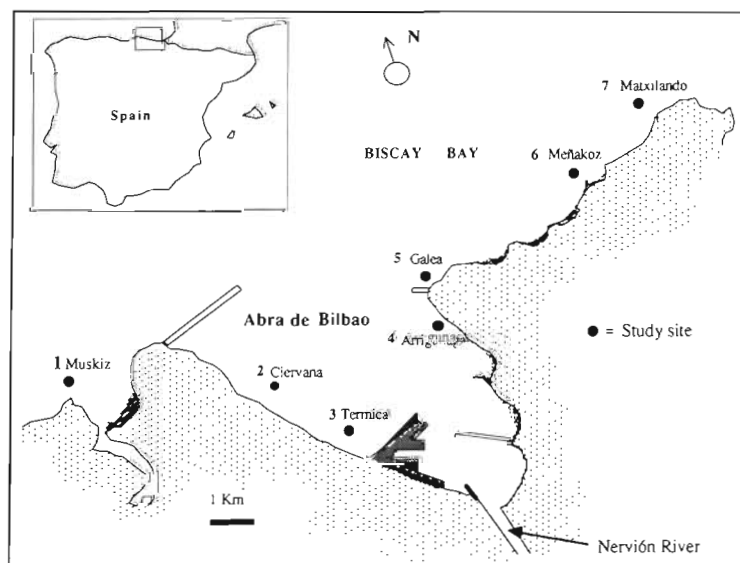 N
Spain
7 Matxilando
BISCAY BAY
6 Meñakoz
5 Galea
Abra de Bilbao
4
= Study site
1 Muskiz
2 Ciervana
3 Termica
1 Km
Nervión River